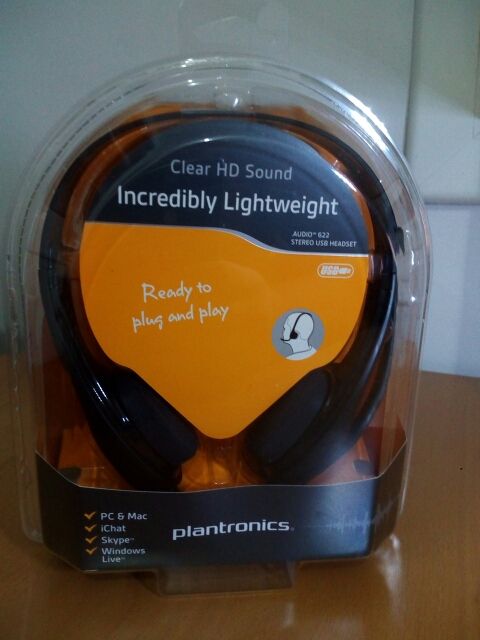 Clear HD Sound
Incredibly Lightweight
AUDIO™ 622
STEREO USB HEADSET
USB
Ready to
plug and play
✓ PC & Mac
✓ iChat
✓ Skype™
✓ Windows
Live™
plantronics®